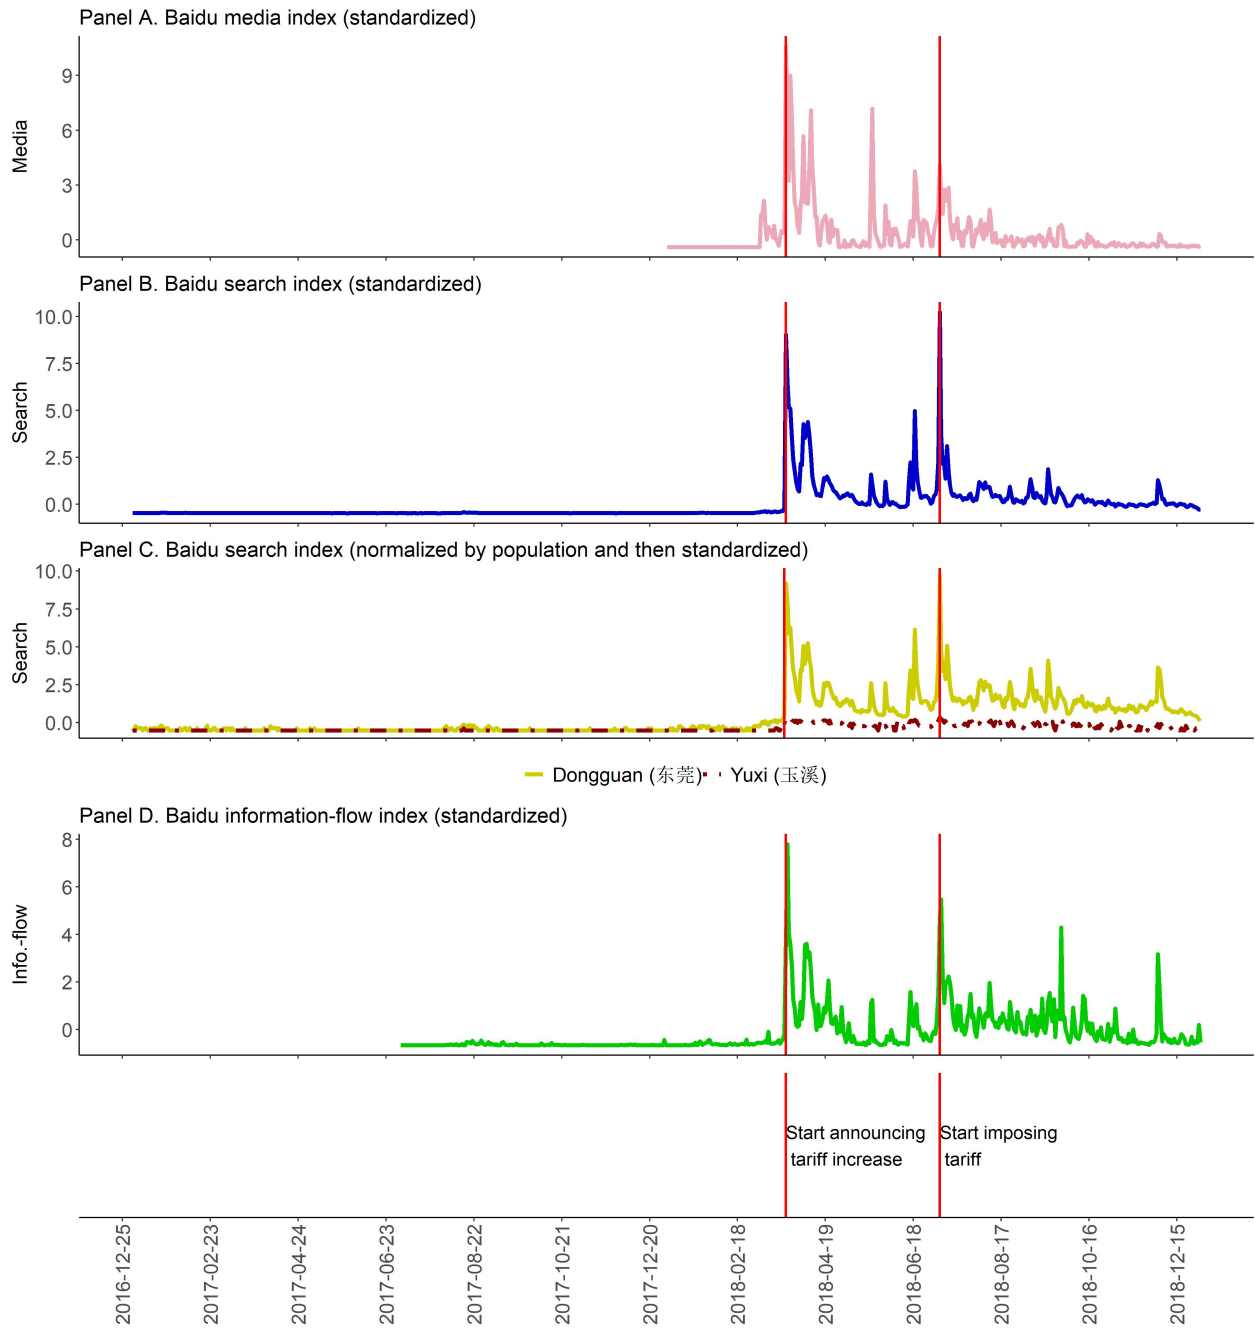 Panel A. Baidu media index (standardized)
Media
9
6
3
0
Panel B. Baidu search index (standardized)
Search
10.0
7.5
5.0
2.5
0.0
Panel C. Baidu search index (normalized by population and then standardized)
Search
10.0
7.5
5.0
2.5
0.0
Dongguan (东莞) Yuxi (玉溪)
Panel D. Baidu information-flow index (standardized)
Info.-flow
8
6
4
2
0
Start announcing
tariff increase
Start imposing
tariff
2016-12-25
2017-02-23
2017-04-24
2017-06-23
2017-08-22
2017-10-21
2017-12-20
2018-02-18
2018-04-19
2018-06-18
2018-08-17
2018-10-16
2018-12-15